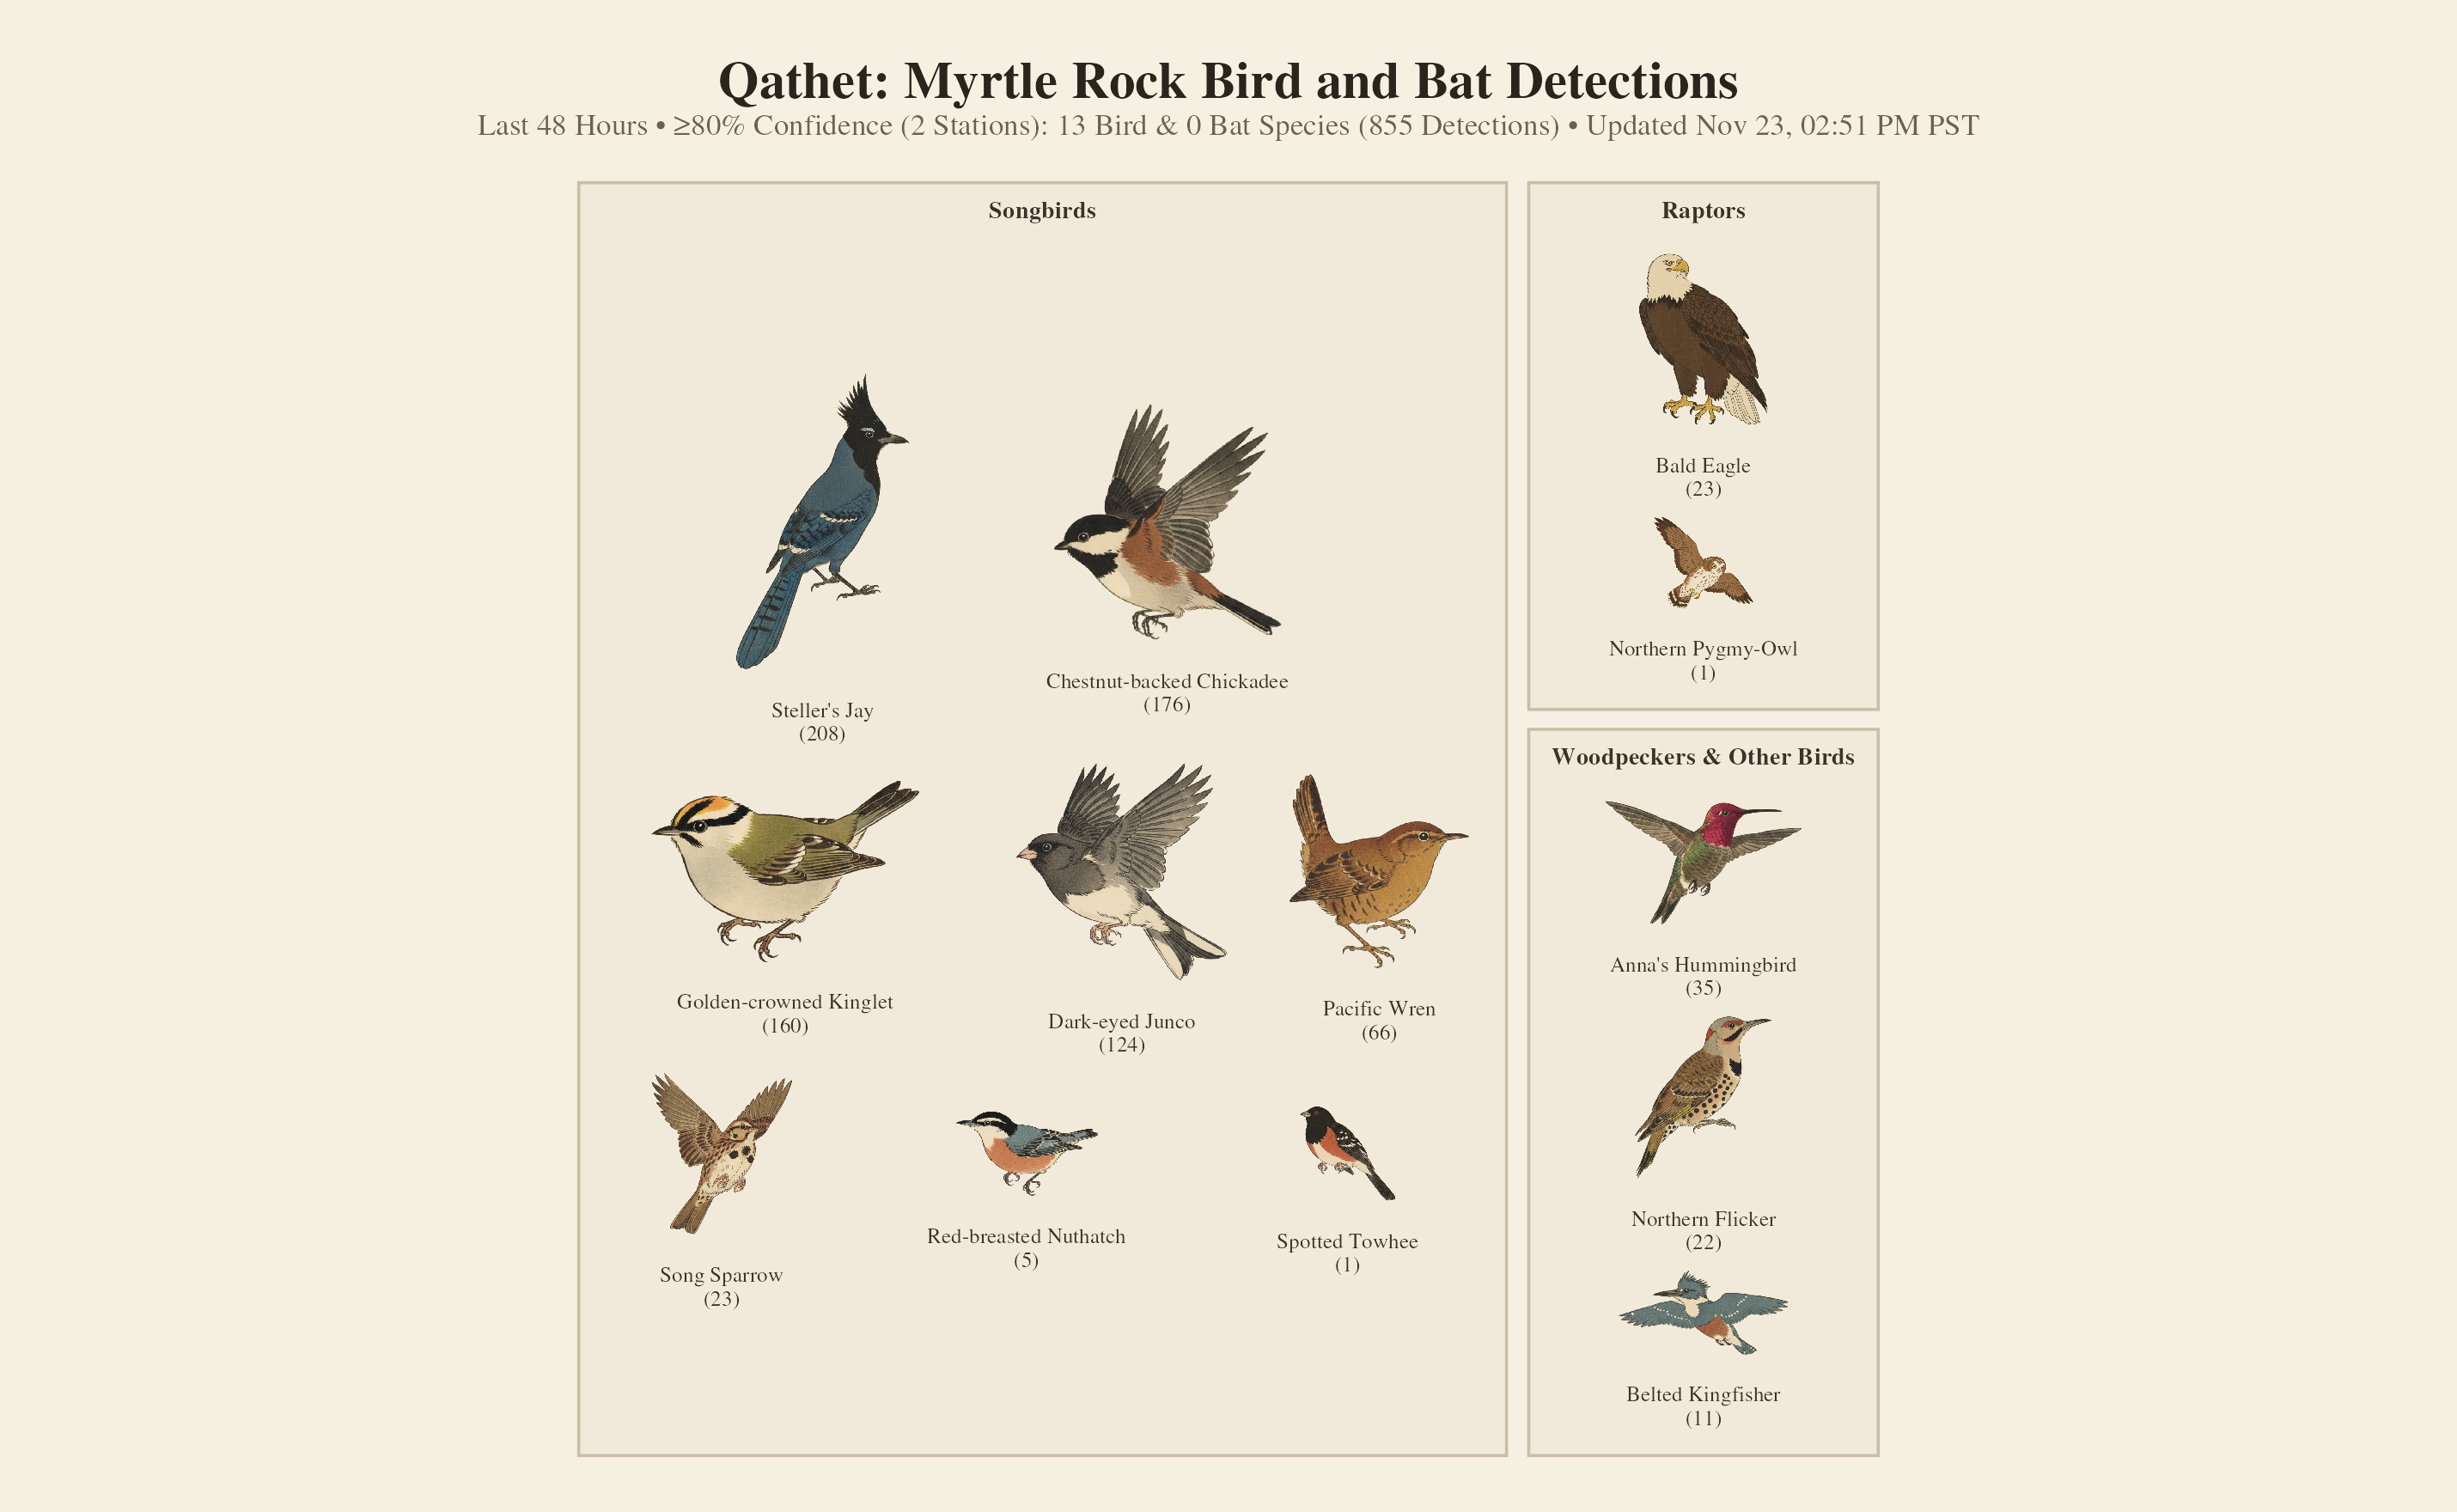 Qathet: Myrtle Rock Bird and Bat Detections
Last 48 Hours • ≥80% Confidence (2 Stations): 13 Bird & 0 Bat Species (855 Detections) • Updated Nov 23, 02:51 PM PST
Songbirds
Steller's Jay
(208)
Chestnut-backed Chickadee
(176)
Golden-crowned Kinglet
(160)
Dark-eyed Junco
(124)
Pacific Wren
(66)
Song Sparrow
(23)
Red-breasted Nuthatch
(5)
Spotted Towhee
(1)
Raptors
Bald Eagle
(23)
Northern Pygmy-Owl
(1)
Woodpeckers & Other Birds
Anna's Hummingbird
(35)
Northern Flicker
(22)
Belted Kingfisher
(11)